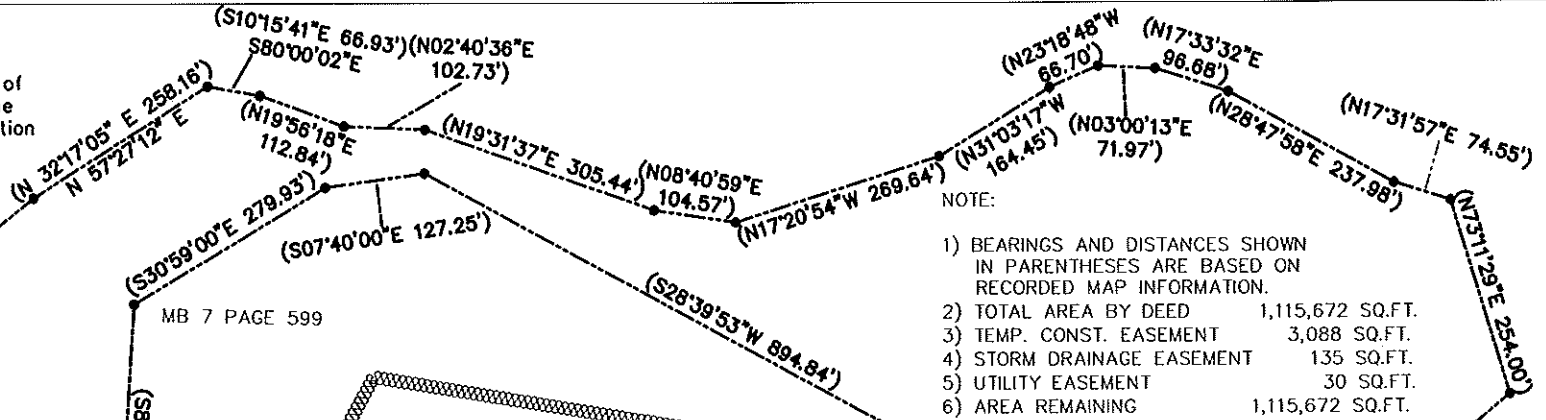 of
e
tion
(N 32°17'05" E 258.16')
N 57°27'12" E
(S10°15'41"E 66.93')
S80°00'02"E
(N02°40'36"E
102.73')
(N19°56'18"E
112.84')
(N19°31'37"E 305.44')
(N08°40'59"E
104.57')
(N17°20'54"W 269.64')
(N31°03'17"W
164.45')
(N23°18'48"W
66.70')
(N03°00'13"E
71.97')
(N17°33'32"E
96.68')
(N28°47'58"E 237.98')
(N17°31'57"E 74.55')
(N73°11'29"E 254.00')
(S30°59'00"E 279.93')
(S07°40'00"E 127.25')
(S28°39'53"W 894.84')
MB 7 PAGE 599
(S8
NOTE:
1) BEARINGS AND DISTANCES SHOWN
IN PARENTHESES ARE BASED ON
RECORDED MAP INFORMATION.
2) TOTAL AREA BY DEED 1,115,672 SQ.FT.
3) TEMP. CONST. EASEMENT 3,088 SQ.FT.
4) STORM DRAINAGE EASEMENT 135 SQ.FT.
5) UTILITY EASEMENT 30 SQ.FT.
6) AREA REMAINING 1,115,672 SQ.FT.